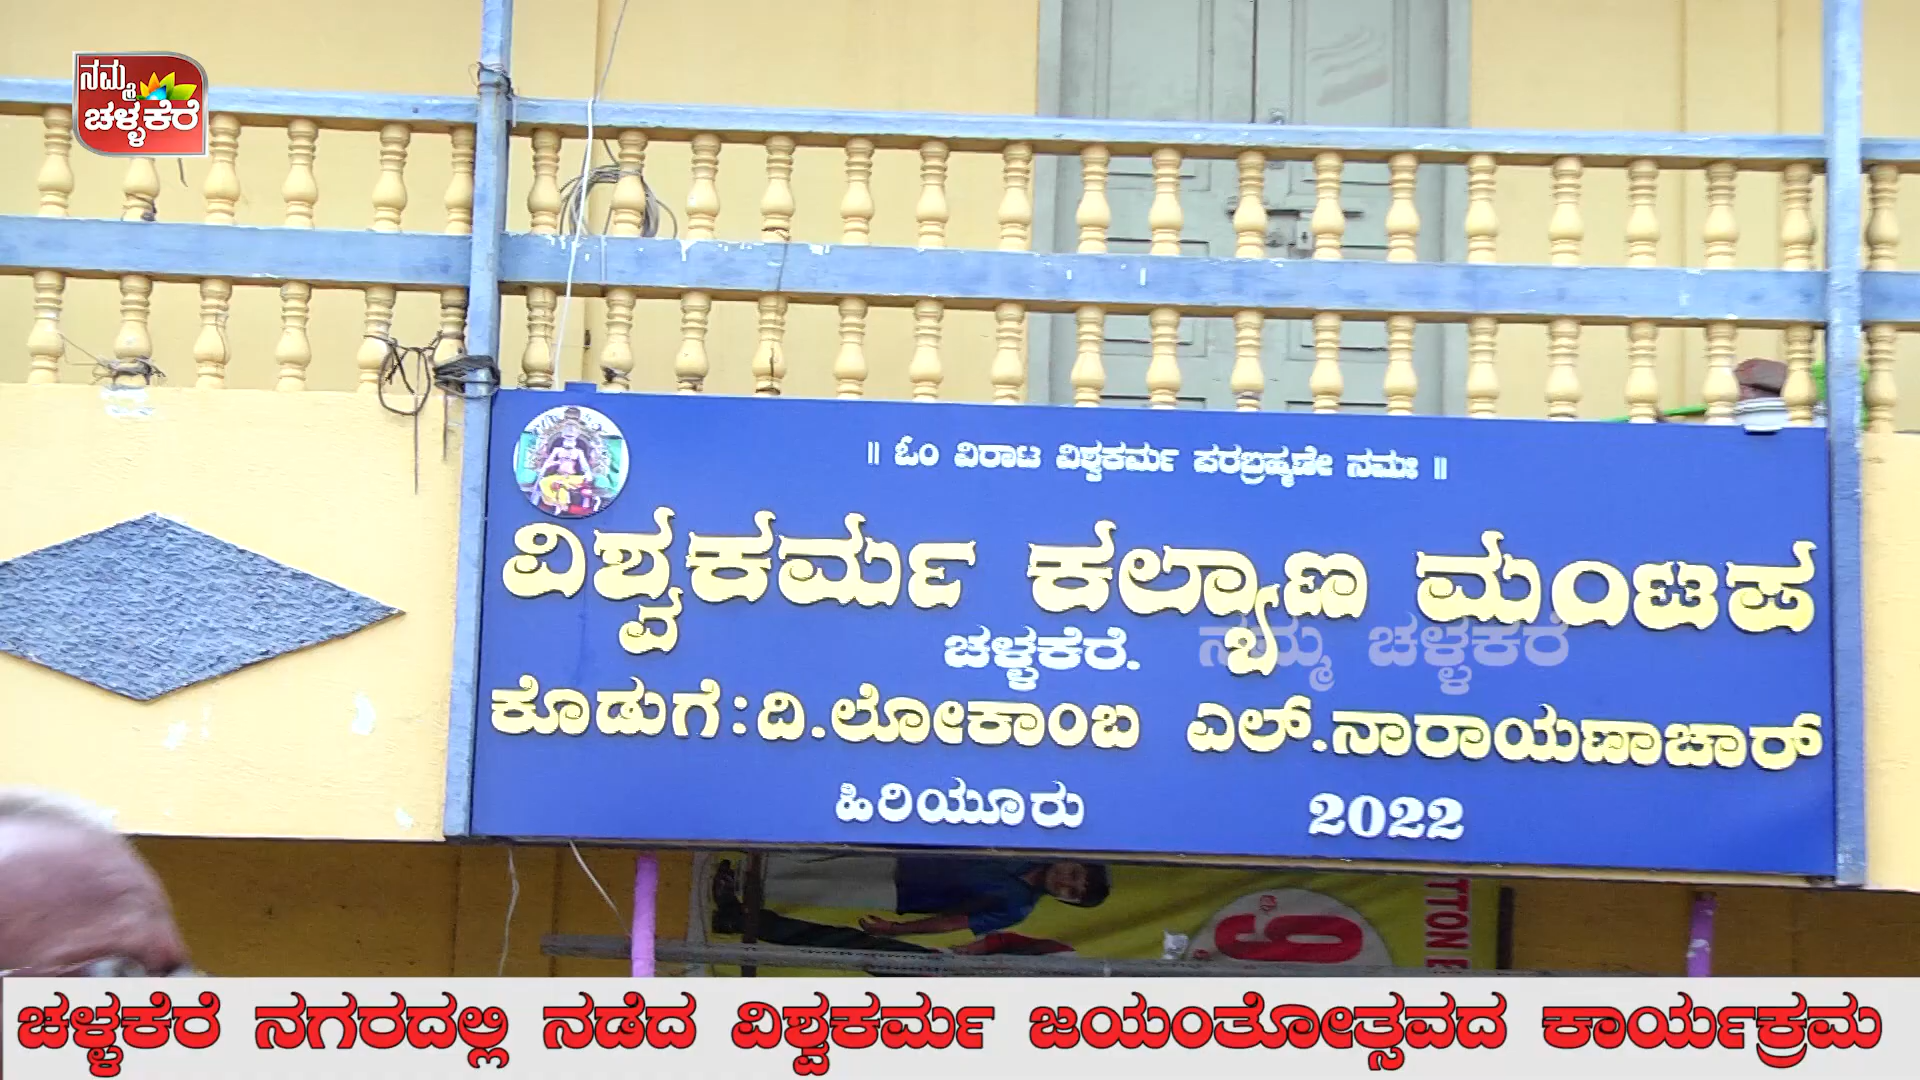 ನಮ್ಮ
ಚಳ್ಳಕೆರೆ
॥ ಓಂ ವಿರಾಟ ವಿಶ್ವಕರ್ಮ ಪರಬ್ರಹ್ಮಣೇ ನಮಃ ॥
ವಿಶ್ವಕರ್ಮ ಕಲ್ಯಾಣ ಮಂಟಪ
ಚಳ್ಳಕೆರೆ.
ನಮ್ಮ ಚಳ್ಳಕೆರೆ
ಕೊಡುಗೆ : ದಿ. ಲೋಕಾಂಬ ಎಲ್. ನಾರಾಯಣಾಚಾರ್
ಹಿರಿಯೂರು 2022
9
ಚಳ್ಳಕೆರೆ ನಗರದಲ್ಲಿ ನಡೆದ ವಿಶ್ವಕರ್ಮ ಜಯಂತೋತ್ಸವದ ಕಾರ್ಯಕ್ರಮ